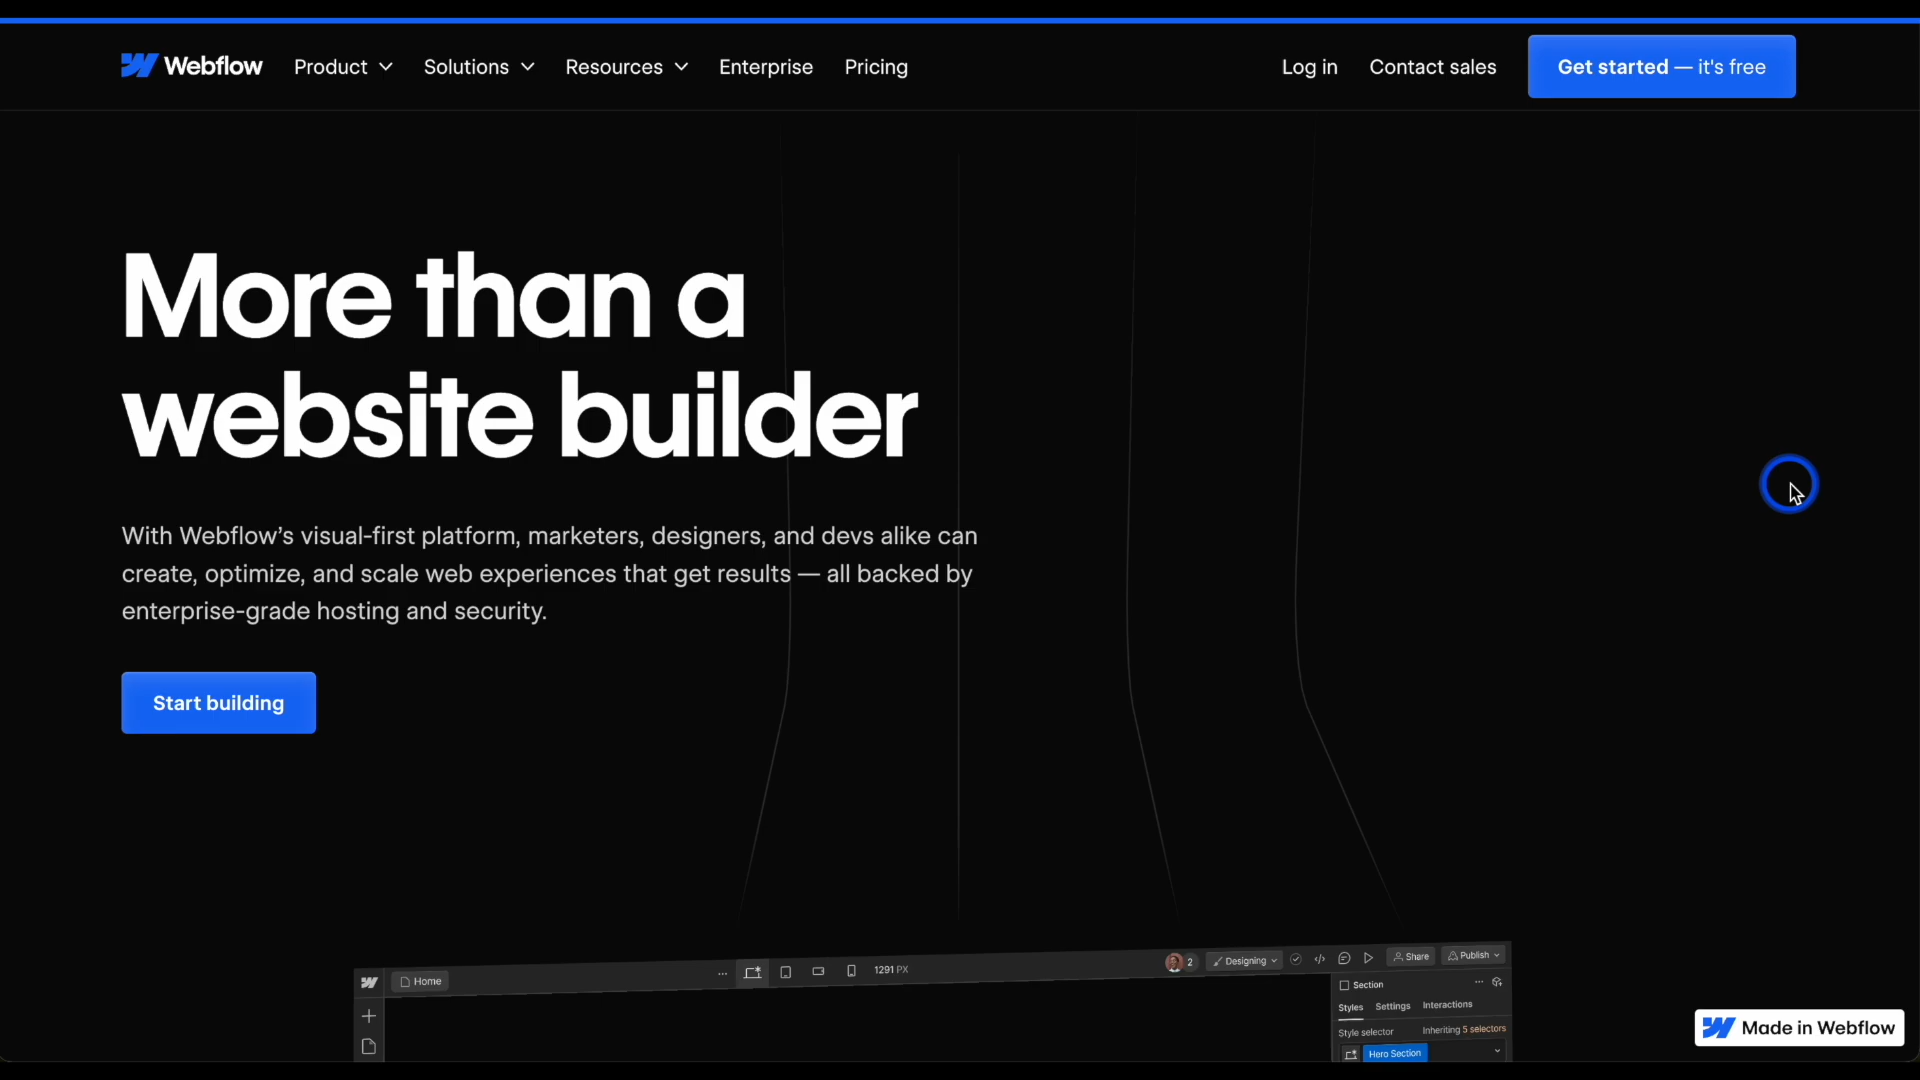 Webflow Product Solutions Resources Enterprise Pricing Log in Contact sales Get started — it's free
More than a
website builder
With Webflow’s visual-first platform, marketers, designers, and devs alike can
create, optimize, and scale web experiences that get results — all backed by
enterprise-grade hosting and security.
Start building
Home 1291 PX 2 Designing Share Publish
Section
Styles Settings Interactions
Style selector Inheriting 5 selectors
Hero Section
Made in Webflow